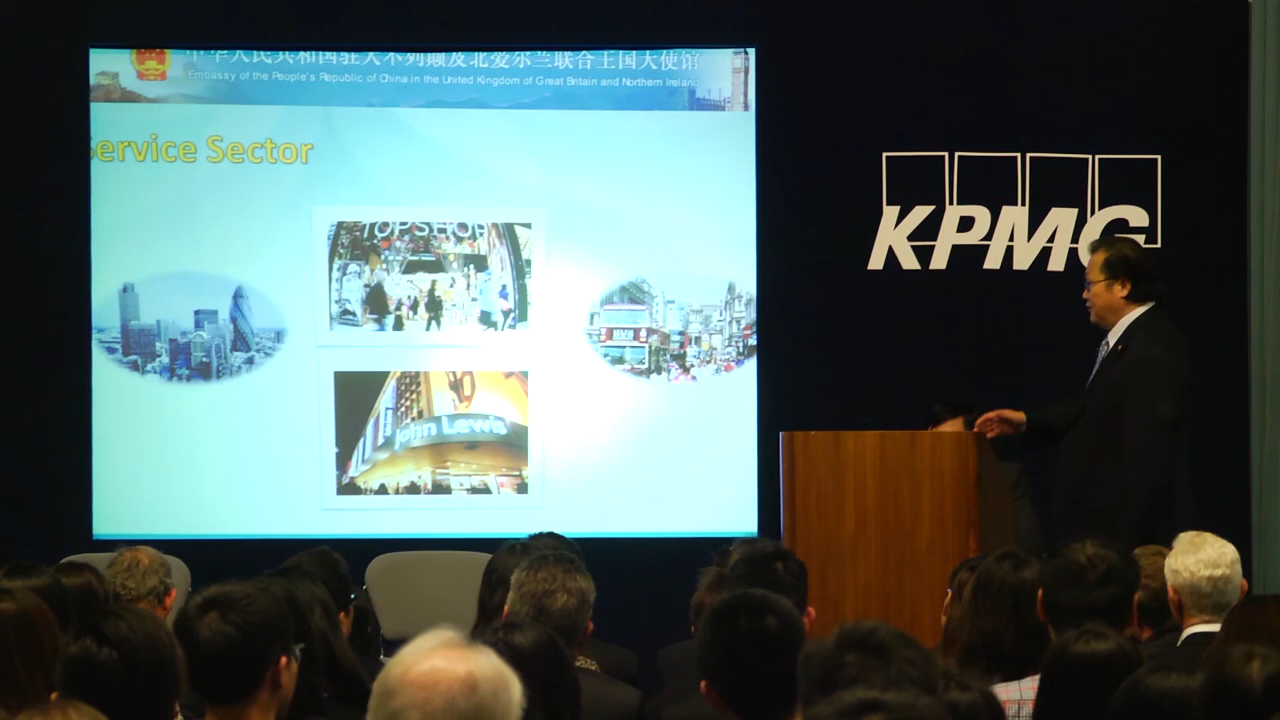 中华人民共和国驻大不列颠及北爱尔兰联合王国大使馆
Embassy of the People's Republic of China in the United Kingdom of Great Britain and Northern Ireland
Service Sector
TOPSHOP
John Lewis
KPMG